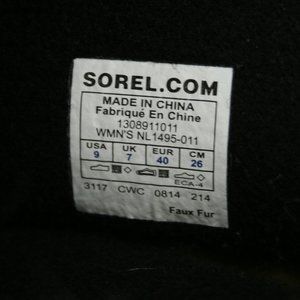 SOREL.COM
MADE IN CHINA
Fabriqué En Chine
1308911011
WMN'S NL1495-011
USA UK EUR CM
9 7 40 26
ECA-4
3117 CWC 0814 214
Faux Fur